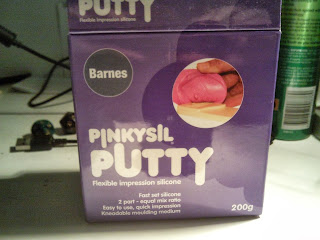 PUTTY
Flexible impression silicone
Barnes
PINKYSIL
PUTTY
Flexible impression silicone
Fast set silicone
2 part - equal mix ratio
Easy to use, quick impression
Kneadable moulding medium
200g